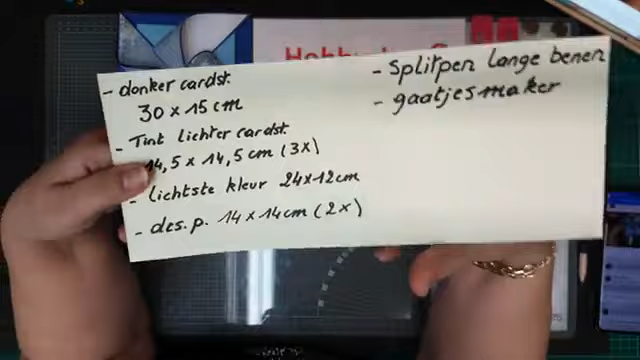 - donker cardst.
30 x 15 cm
- Tint lichter cardst.
14,5 x 14,5 cm (3x)
- lichtste kleur 24x12cm
- des. p. 14 x 14cm (2x)
- Splitpen lange benen
- gaatjesmaker